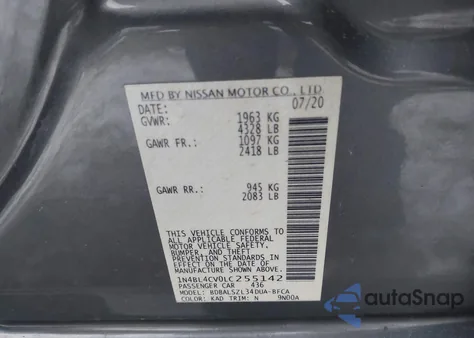 MFD BY NISSAN MOTOR CO., LTD.
DATE: 07/20
GVWR: 1963 KG
4328 LB
GAWR FR.: 1097 KG
2418 LB
GAWR RR.: 945 KG
2083 LB
THIS VEHICLE CONFORMS TO
ALL APPLICABLE FEDERAL
MOTOR VEHICLE SAFETY,
BUMPER, AND THEFT
PREVENTION STANDARDS
IN EFFECT ON THE DATE OF
MANUFACTURE SHOWN ABOVE.
1N4BL4CV0LC255142
PASSENGER CAR 436
MODEL: BDBALSZL34DUA-BFCA
COLOR: KAD TRIM: N 9N00A
autoSnap